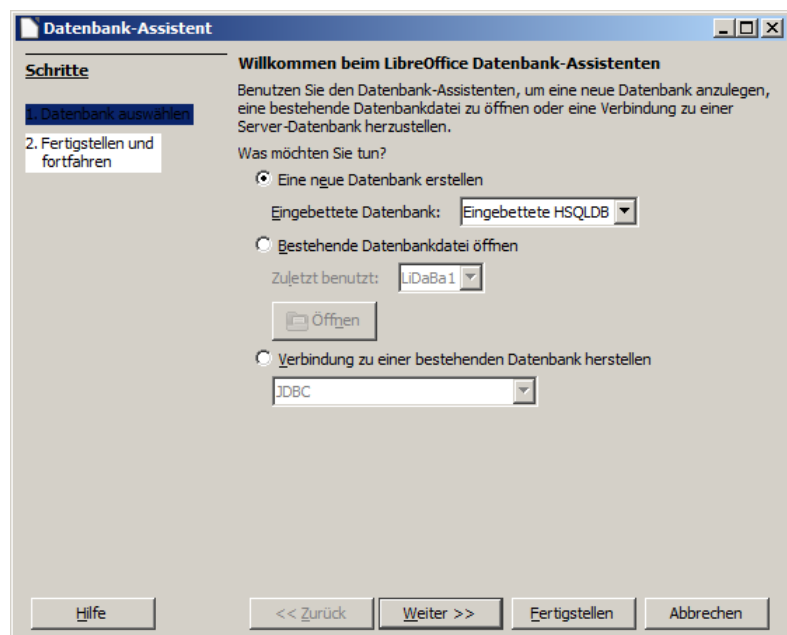 Datenbank-Assistent
Schritte
1. Datenbank auswählen
2. Fertigstellen und
fortfahren
Willkommen beim LibreOffice Datenbank-Assistenten
Benutzen Sie den Datenbank-Assistenten, um eine neue Datenbank anzulegen,
eine bestehende Datenbankdatei zu öffnen oder eine Verbindung zu einer
Server-Datenbank herzustellen.
Was möchten Sie tun?
Eine neue Datenbank erstellen
Eingebettete Datenbank: Eingebettete HSQLDB
Bestehende Datenbankdatei öffnen
Zuletzt benutzt: LiDaBa1
Öffnen
Verbindung zu einer bestehenden Datenbank herstellen
JDBC
Hilfe << Zurück Weiter >> Fertigstellen Abbrechen